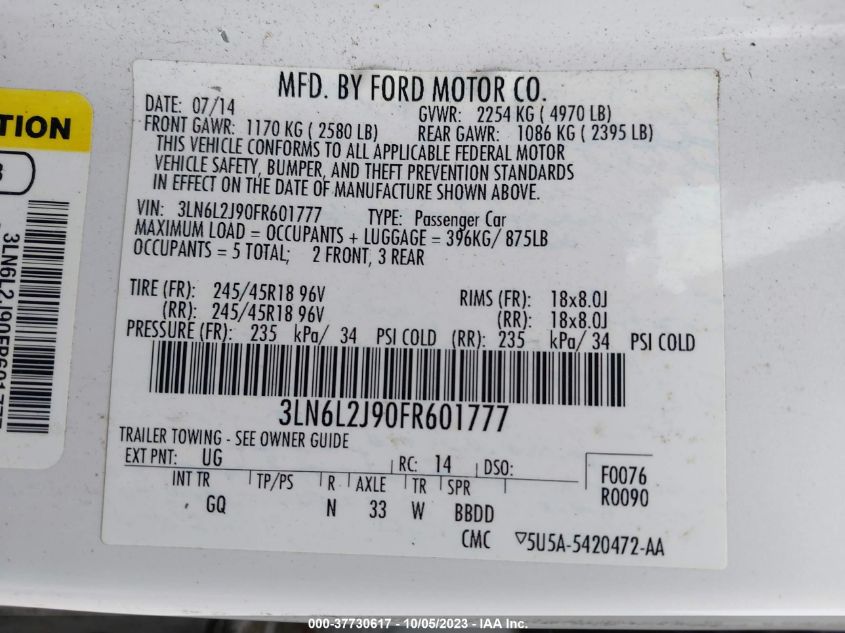 MFD. BY FORD MOTOR CO.
DATE: 07/14 GVWR: 2254 KG ( 4970 LB)
FRONT GAWR: 1170 KG ( 2580 LB) REAR GAWR: 1086 KG ( 2395 LB)
THIS VEHICLE CONFORMS TO ALL APPLICABLE FEDERAL MOTOR
VEHICLE SAFETY, BUMPER, AND THEFT PREVENTION STANDARDS
IN EFFECT ON THE DATE OF MANUFACTURE SHOWN ABOVE.
VIN: 3LN6L2J90FR601777 TYPE: Passenger Car
MAXIMUM LOAD = OCCUPANTS + LUGGAGE = 396KG/ 875LB
OCCUPANTS = 5 TOTAL; 2 FRONT, 3 REAR
TIRE (FR): 245/45R18 96V RIMS (FR): 18x8.0J
(RR): 245/45R18 96V (RR): 18x8.0J
PRESSURE (FR): 235 kPa/ 34 PSI COLD (RR): 235 kPa/ 34 PSI COLD
3LN6L2J90FR601777
TRAILER TOWING - SEE OWNER GUIDE
EXT PNT: UG RC: 14 DSO: F0076
INT TR TP/PS R AXLE TR SPR R0090
GQ N 33 W BBDD
CMC ▽5U5A-5420472-AA
TION
3
3LN6L2J90FR601777
000-37730617 - 10/05/2023 - IAA Inc.